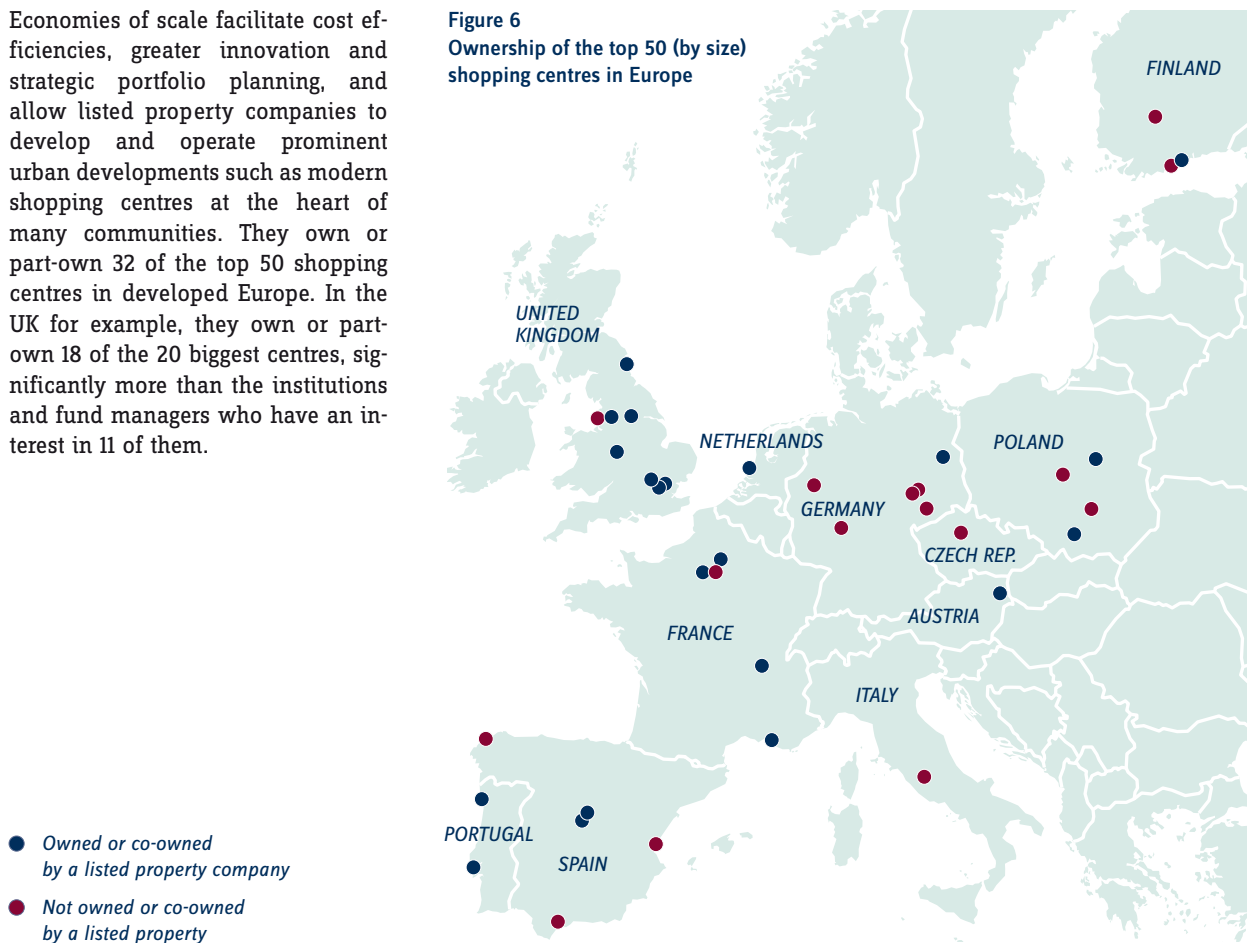 Economies of scale facilitate cost ef-
ficiencies, greater innovation and
strategic portfolio planning, and
allow listed property companies to
develop and operate prominent
urban developments such as modern
shopping centres at the heart of
many communities. They own or
part-own 32 of the top 50 shopping
centres in developed Europe. In the
UK for example, they own or part-
own 18 of the 20 biggest centres, sig-
nificantly more than the institutions
and fund managers who have an in-
terest in 11 of them.
Figure 6
Ownership of the top 50 (by size)
shopping centres in Europe
FINLAND
UNITED
KINGDOM
NETHERLANDS
POLAND
GERMANY
CZECH REP.
AUSTRIA
FRANCE
ITALY
PORTUGAL
SPAIN
Owned or co-owned
by a listed property company
Not owned or co-owned
by a listed property